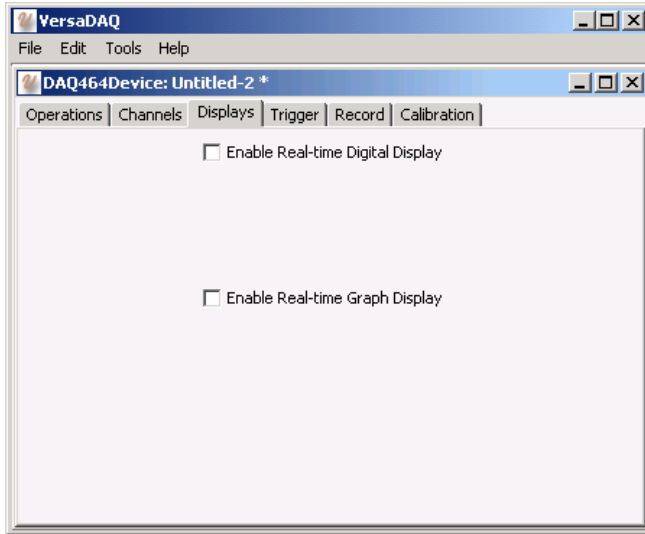 VersaDAQ
File Edit Tools Help
DAQ464Device: Untitled-2 *
Operations Channels Displays Trigger Record Calibration
Enable Real-time Digital Display
Enable Real-time Graph Display